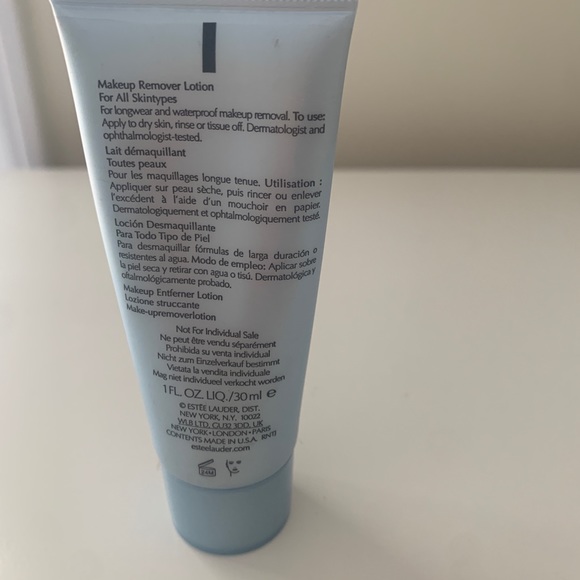 Makeup Remover Lotion
For All Skintypes
For longwear and waterproof makeup removal. To use:
Apply to dry skin, rinse or tissue off. Dermatologist and
ophthalmologist-tested.
Lait démaquillant
Toutes peaux
Pour les maquillages longue tenue. Utilisation :
Appliquer sur peau sèche, puis rincer ou enlever
l'excédent à l'aide d'un mouchoir en papier.
Dermatologiquement et ophtalmologiquement testé.
Loción Desmaquillante
Para Todo Tipo de Piel
Para desmaquillar fórmulas de larga duración o
resistentes al agua. Modo de empleo: Aplicar sobre
la piel seca y retirar con agua o tisú. Dermatológica y
oftalmológicamente probado.
Makeup Entferner Lotion
Lozione struccante
Make-upremoverlotion
Not For Individual Sale
Ne peut être vendu séparément
Prohibida su venta individual
Nicht zum Einzelverkauf bestimmt
Vietata la vendita individuale
Mag niet individueel verkocht worden
1 FL. OZ. LIQ./30 ml e
© ESTĒE LAUDER, DIST.
NEW YORK, N.Y. 10022
WLB LTD, GU32 3DD, UK
NEW YORK • LONDON • PARIS
CONTENTS MADE IN U.S.A. RNT1
esteelauder.com